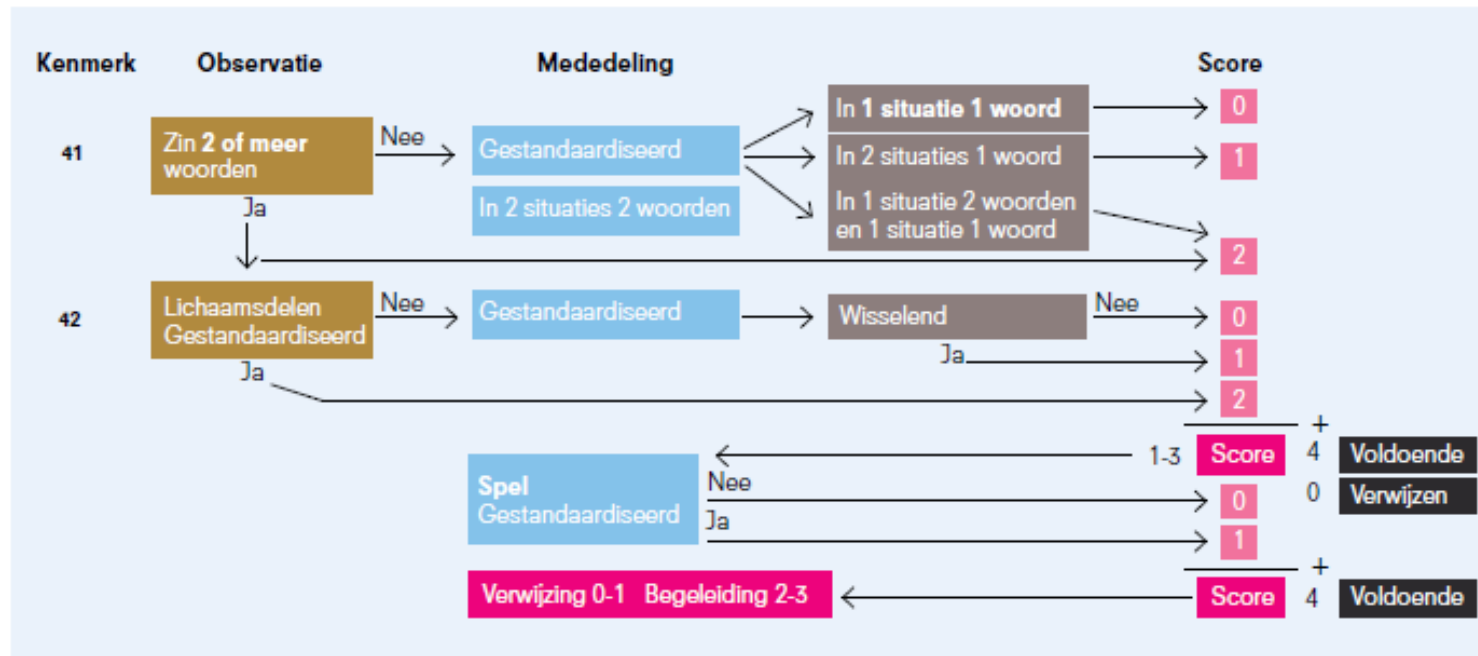 Kenmerk Observatie Mededeling Score
41
Zin 2 of meer
woorden
Nee
Ja
Gestandaardiseerd
In 2 situaties 2 woorden
In 1 situatie 1 woord
0
In 2 situaties 1 woord
1
In 1 situatie 2 woorden
en 1 situatie 1 woord
2
42
Lichaamsdelen
Gestandaardiseerd
Nee
Ja
Gestandaardiseerd
Wisselend
Nee
0
Ja
1
2
+
1-3 Score 4 Voldoende
0 Verwijzen
Spel
Gestandaardiseerd
Nee
0
Ja
1
+
Verwijzing 0-1 Begeleiding 2-3
Score 4 Voldoende